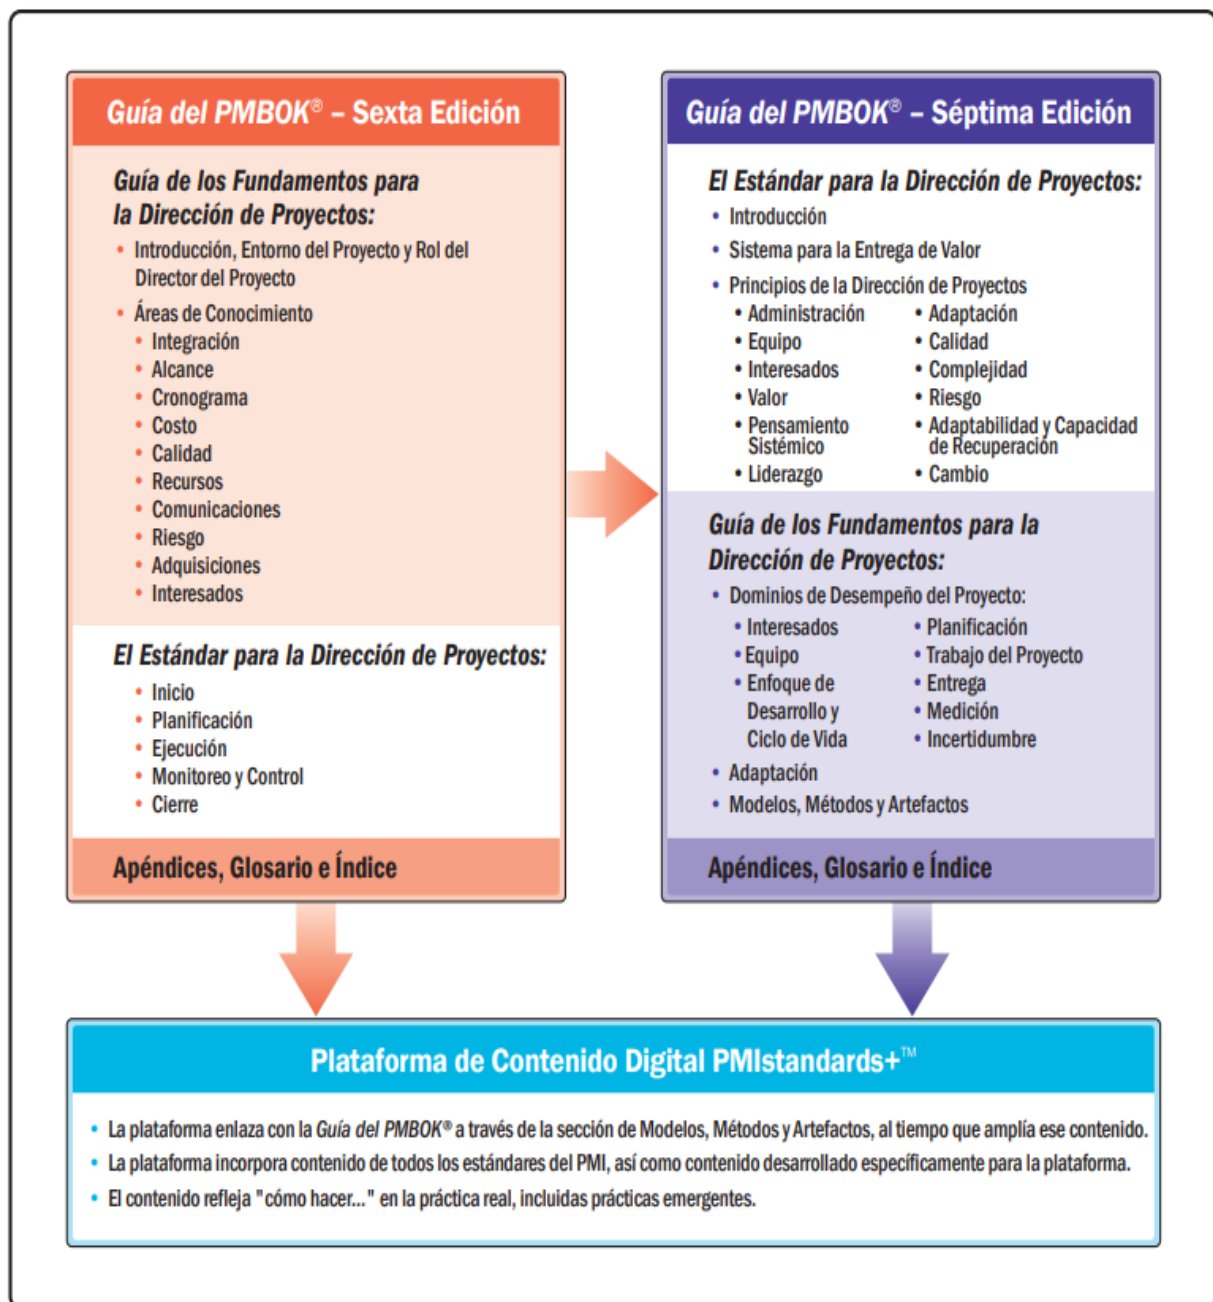 Guía del PMBOK® – Sexta Edición
Guía de los Fundamentos para
la Dirección de Proyectos:
• Introducción, Entorno del Proyecto y Rol del
Director del Proyecto
• Áreas de Conocimiento
• Integración
• Alcance
• Cronograma
• Costo
• Calidad
• Recursos
• Comunicaciones
• Riesgo
• Adquisiciones
• Interesados
El Estándar para la Dirección de Proyectos:
• Inicio
• Planificación
• Ejecución
• Monitoreo y Control
• Cierre
Apéndices, Glosario e Índice
Guía del PMBOK® – Séptima Edición
El Estándar para la Dirección de Proyectos:
• Introducción
• Sistema para la Entrega de Valor
• Principios de la Dirección de Proyectos
• Administración
• Equipo
• Interesados
• Valor
• Pensamiento
Sistémico
• Liderazgo
• Adaptación
• Calidad
• Complejidad
• Riesgo
• Adaptabilidad y Capacidad
de Recuperación
• Cambio
Guía de los Fundamentos para la
Dirección de Proyectos:
• Dominios de Desempeño del Proyecto:
• Interesados
• Equipo
• Enfoque de
Desarrollo y
Ciclo de Vida
• Planificación
• Trabajo del Proyecto
• Entrega
• Medición
• Incertidumbre
• Adaptación
• Modelos, Métodos y Artefactos
Apéndices, Glosario e Índice
Plataforma de Contenido Digital PMIstandards+™
• La plataforma enlaza con la Guía del PMBOK® a través de la sección de Modelos, Métodos y Artefactos, al tiempo que amplía ese contenido.
• La plataforma incorpora contenido de todos los estándares del PMI, así como contenido desarrollado específicamente para la plataforma.
• El contenido refleja "cómo hacer..." en la práctica real, incluidas prácticas emergentes.